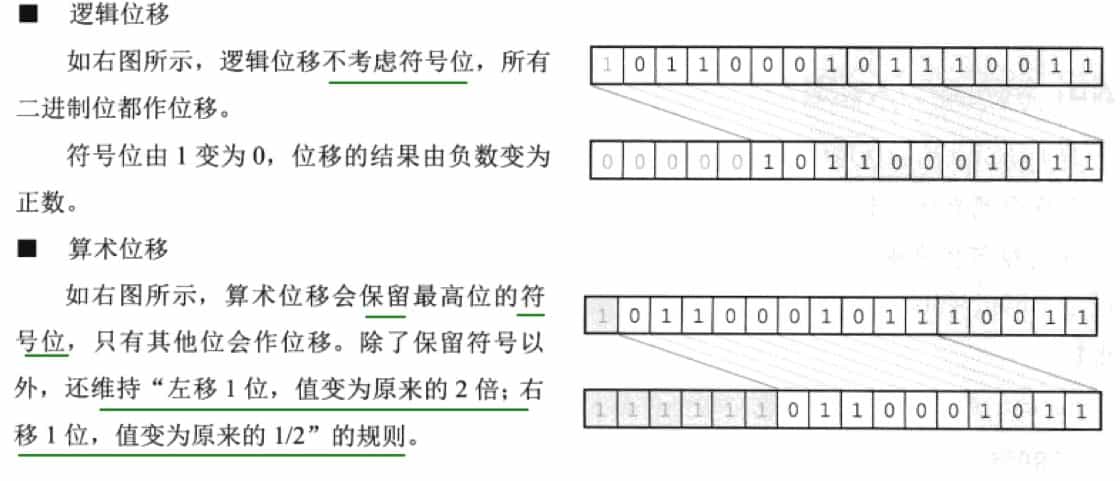 ■ 逻辑位移
如右图所示，逻辑位移不考虑符号位，所有
二进制位都作位移。
符号位由 1 变为 0，位移的结果由负数变为
正数。
1 0 1 1 0 0 0 1 0 1 1 1 0 0 1 1
0 0 0 0 0 1 0 1 1 0 0 0 1 0 1 1
■ 算术位移
如右图所示，算术位移会保留最高位的符
号位，只有其他位会作位移。除了保留符号以
外，还维持“左移 1 位，值变为原来的 2 倍；右
移 1 位，值变为原来的 1/2”的规则。
1 0 1 1 0 0 0 1 0 1 1 1 0 0 1 1
1 1 1 1 1 1 0 1 1 0 0 0 1 0 1 1